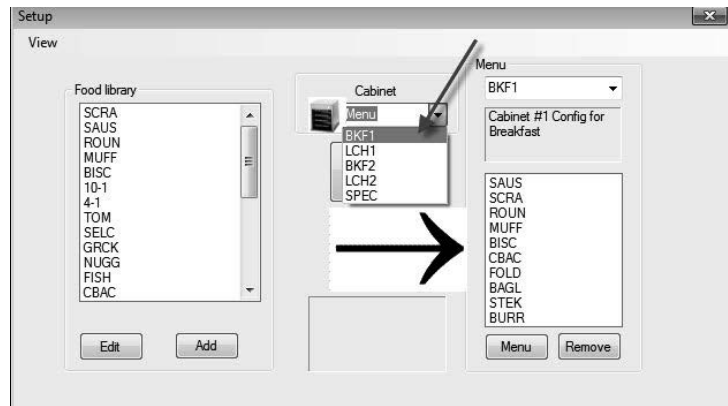 Setup
View
Food library
SCRA
SAUS
ROUN
MUFF
BISC
10-1
4-1
TOM
SELC
GRCK
NUGG
FISH
CBAC
Edit
Add
Cabinet
Menu
BKF1
LCH1
BKF2
LCH2
SPEC
Menu
BKF1
Cabinet #1 Config for
Breakfast
SAUS
SCRA
ROUN
MUFF
BISC
CBAC
FOLD
BAGL
STEK
BURR
Menu
Remove